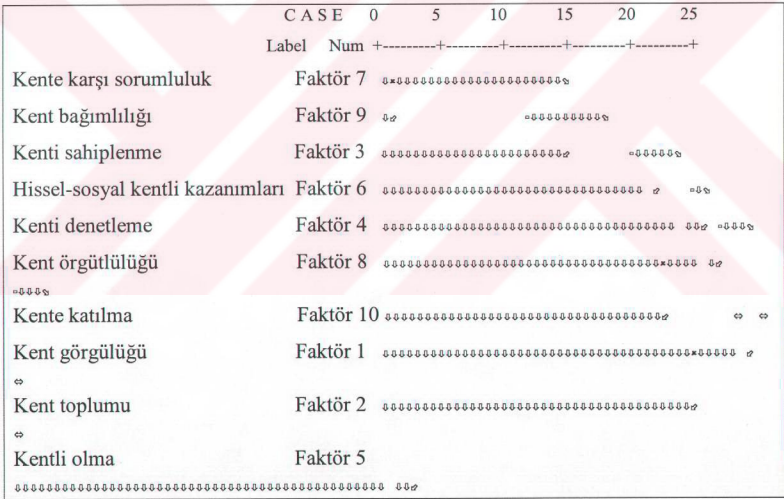 C A S E 0 5 10 15 20 25
Label Num +---------+---------+---------+---------+---------+
Kente karşı sorumluluk Faktör 7
Kent bağımlılığı Faktör 9
Kenti sahiplenme Faktör 3
Hissel-sosyal kentli kazanımları Faktör 6
Kenti denetleme Faktör 4
Kent örgütlülüğü Faktör 8
Kente katılma Faktör 10
Kent görgülüğü Faktör 1
Kent toplumu Faktör 2
Kentli olma Faktör 5